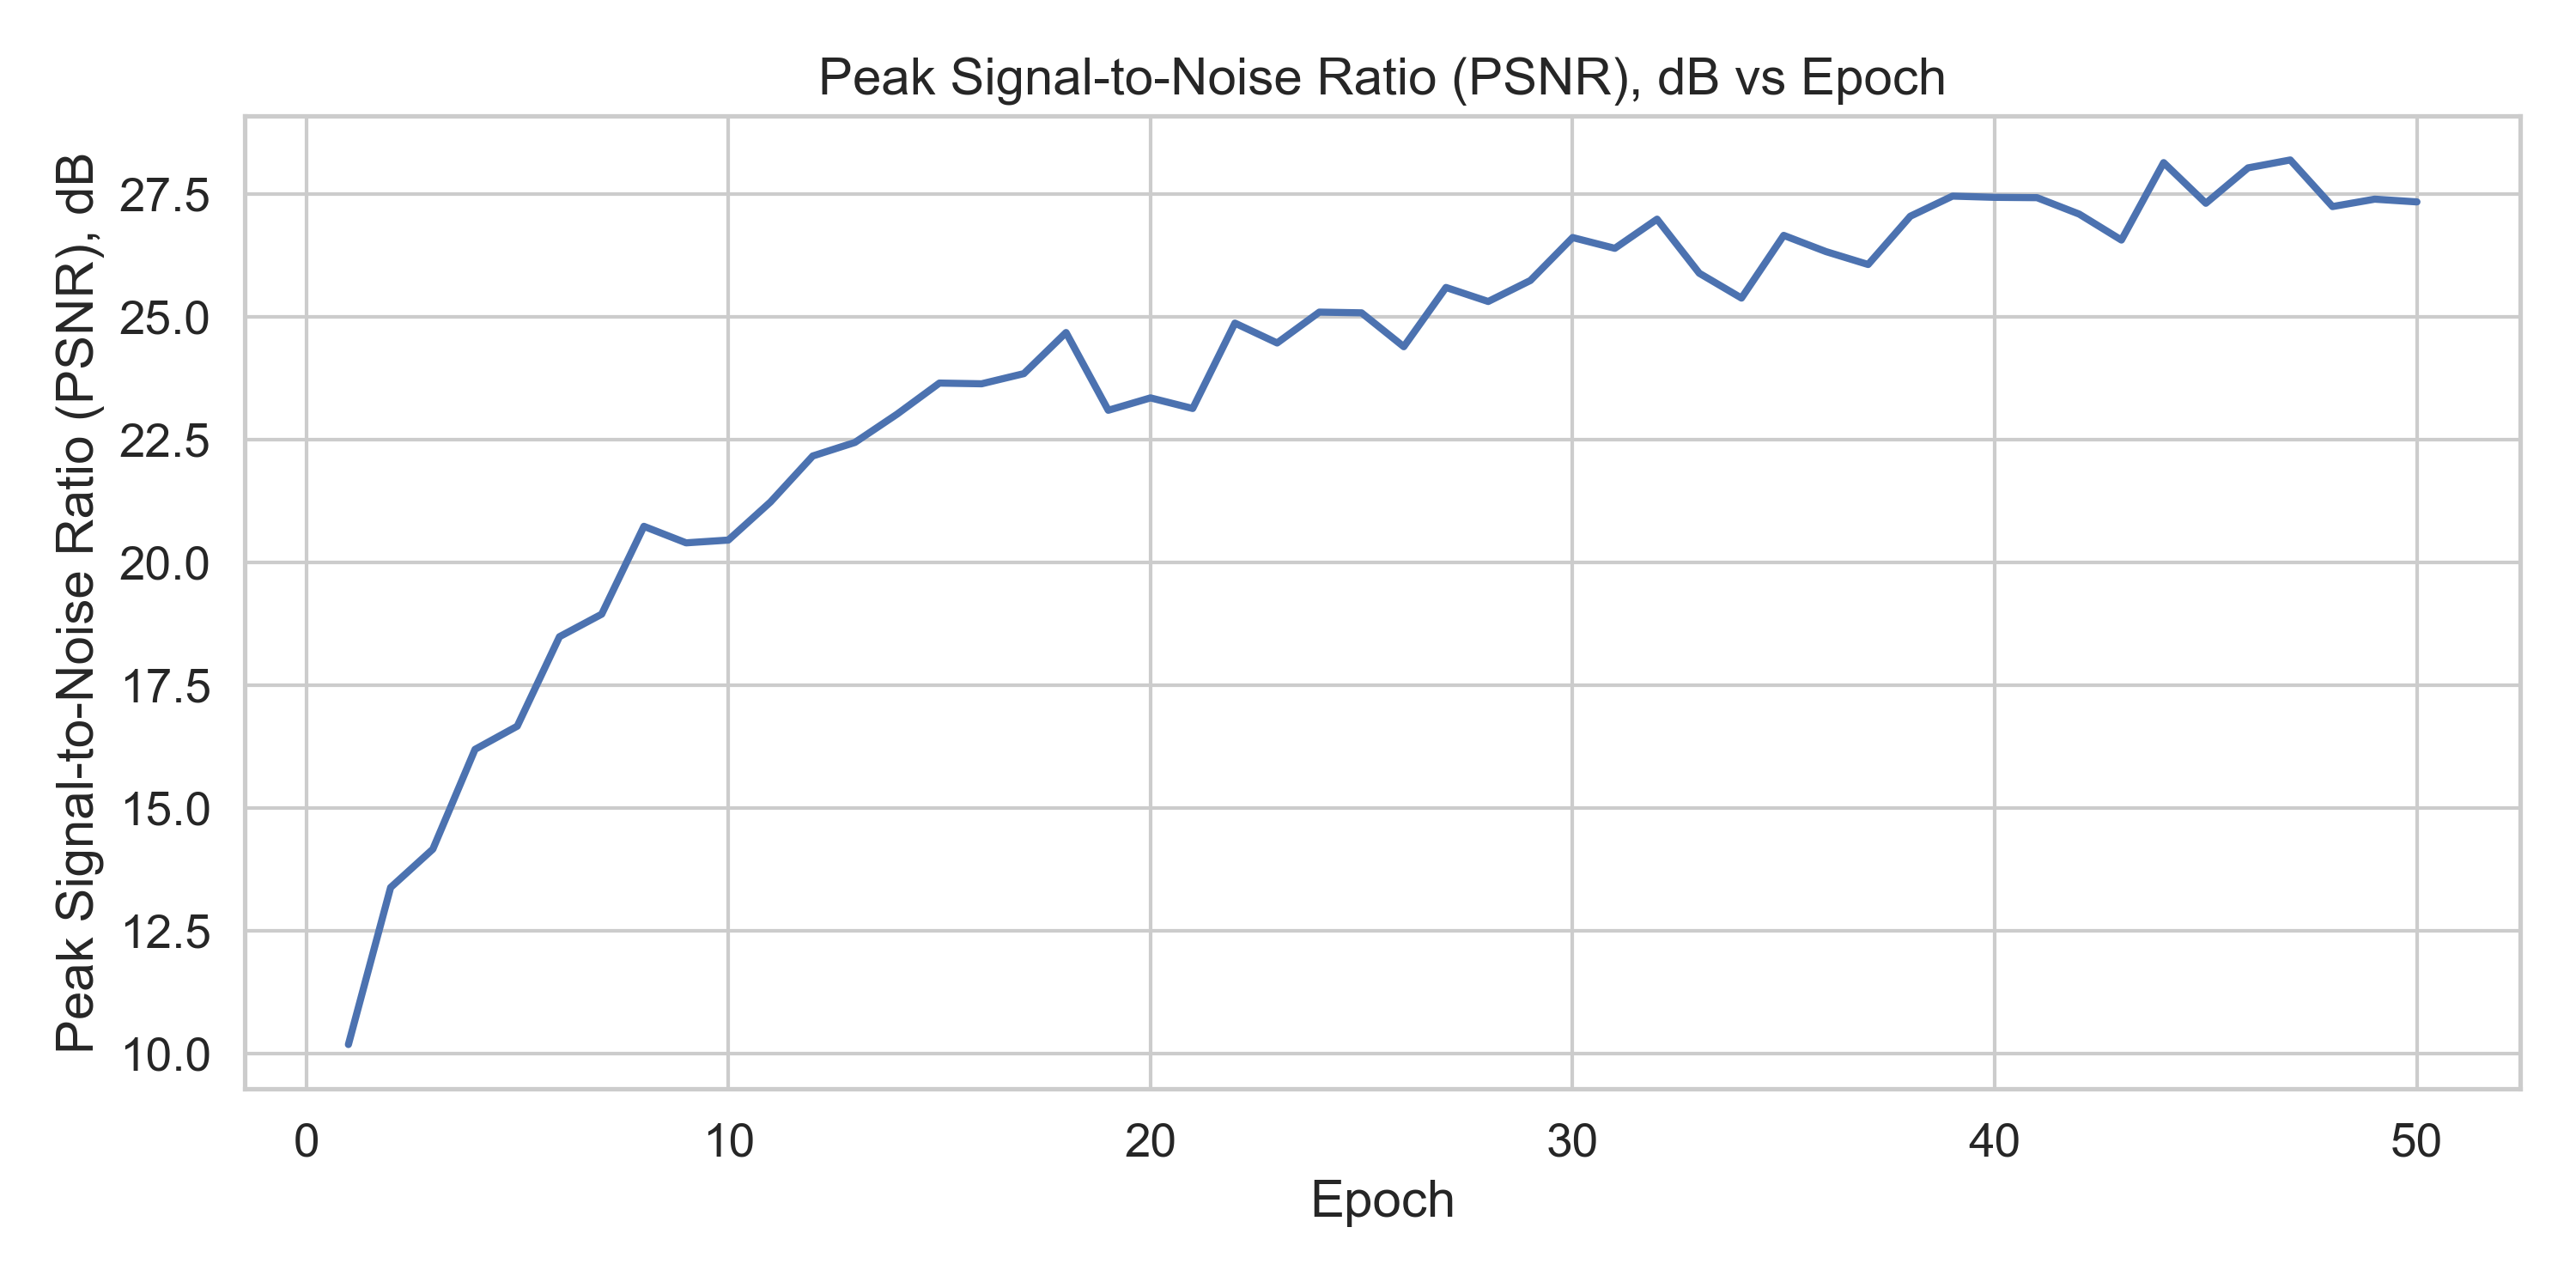 Peak Signal-to-Noise Ratio (PSNR), dB vs Epoch
Peak Signal-to-Noise Ratio (PSNR), dB
27.5
25.0
22.5
20.0
17.5
15.0
12.5
10.0
0 10 20 30 40 50
Epoch